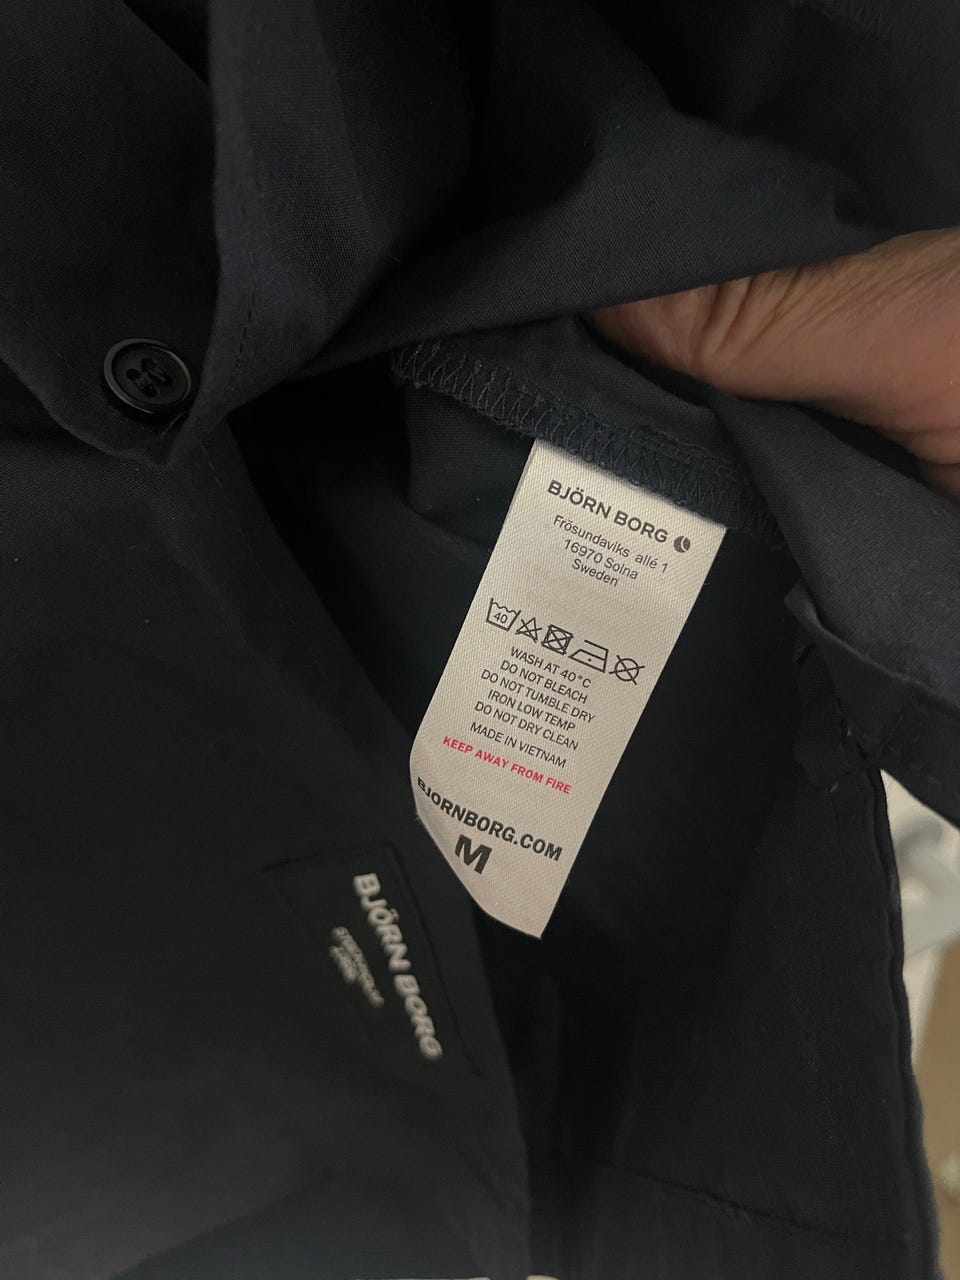 BJÖRN BORG
Frösundaviks allé 1
16970 Solna
Sweden
40
WASH AT 40°C
DO NOT BLEACH
DO NOT TUMBLE DRY
IRON LOW TEMP
DO NOT DRY CLEAN
MADE IN VIETNAM
KEEP AWAY FROM FIRE
BJORNBORG.COM
M
BJÖRN BORG